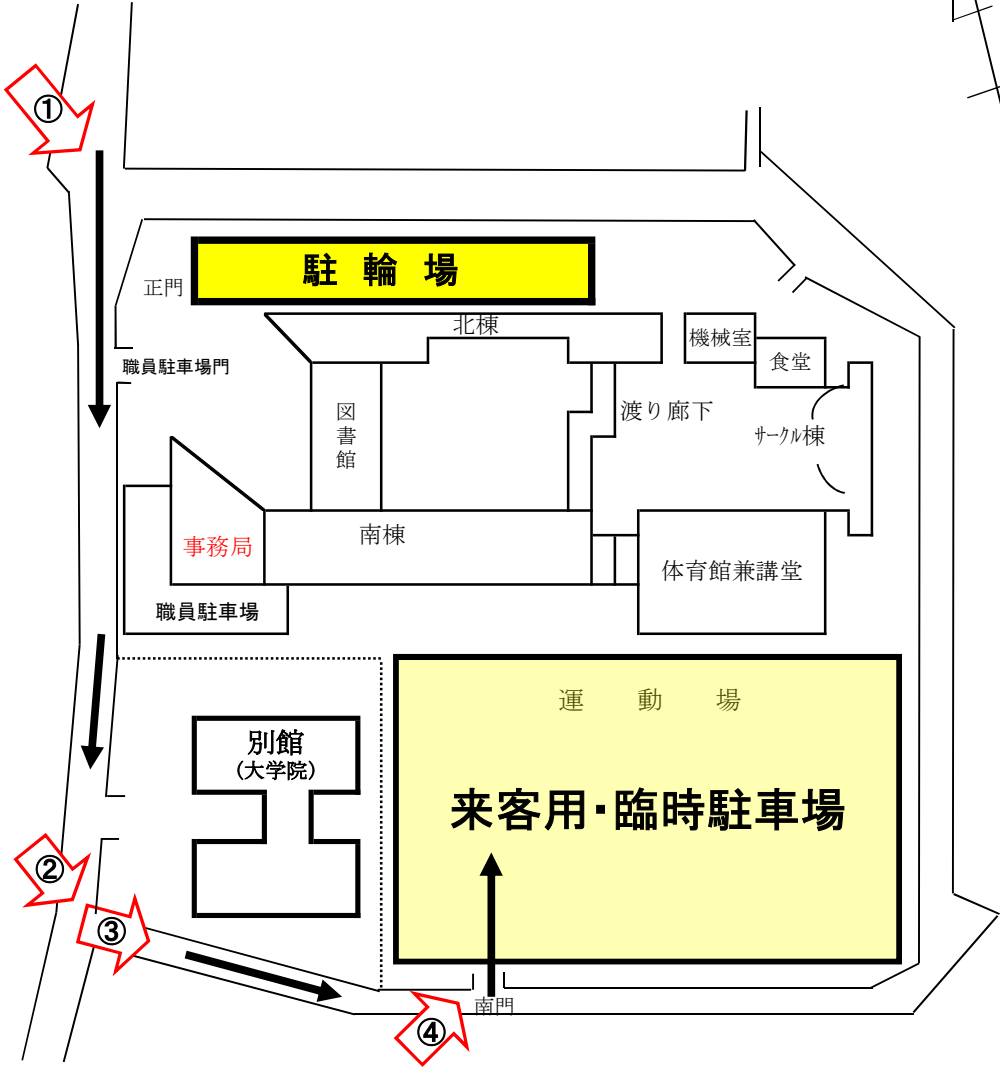 ①
駐輪場
正門
北棟
機械室
食堂
職員駐車場門
図書館
渡り廊下
サークル棟
南棟
事務局
体育館兼講堂
職員駐車場
運動場
別館
(大学院)
来客用・臨時駐車場
②
③
南門
④